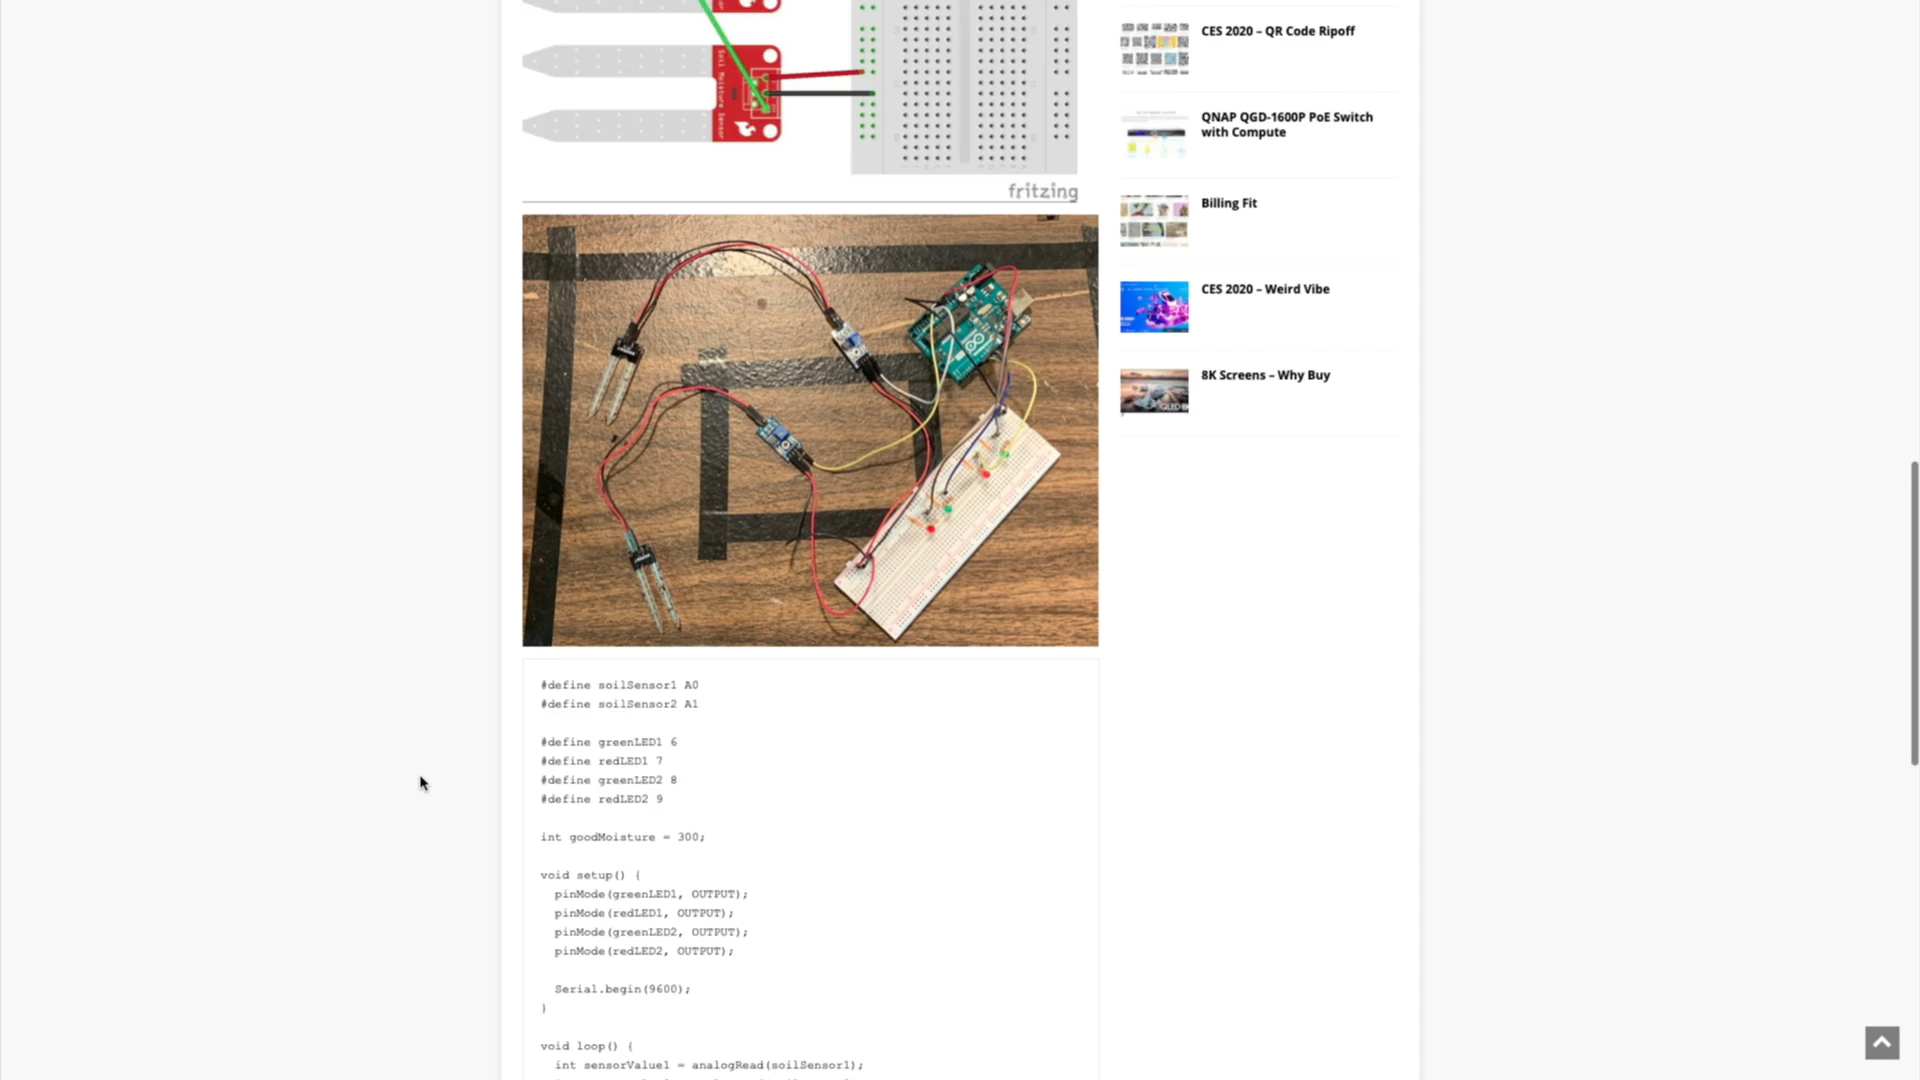 Soil Moisture Sensor
fritzing
#define soilSensor1 A0
#define soilSensor2 A1
#define greenLED1 6
#define redLED1 7
#define greenLED2 8
#define redLED2 9
int goodMoisture = 300;
void setup() {
pinMode(greenLED1, OUTPUT);
pinMode(redLED1, OUTPUT);
pinMode(greenLED2, OUTPUT);
pinMode(redLED2, OUTPUT);
Serial.begin(9600);
}
void loop() {
int sensorValue1 = analogRead(soilSensor1);
CES 2020 – QR Code Ripoff
QNAP QGD-1600P PoE Switch
with Compute
Billing Fit
CES 2020 – Weird Vibe
8K Screens – Why Buy